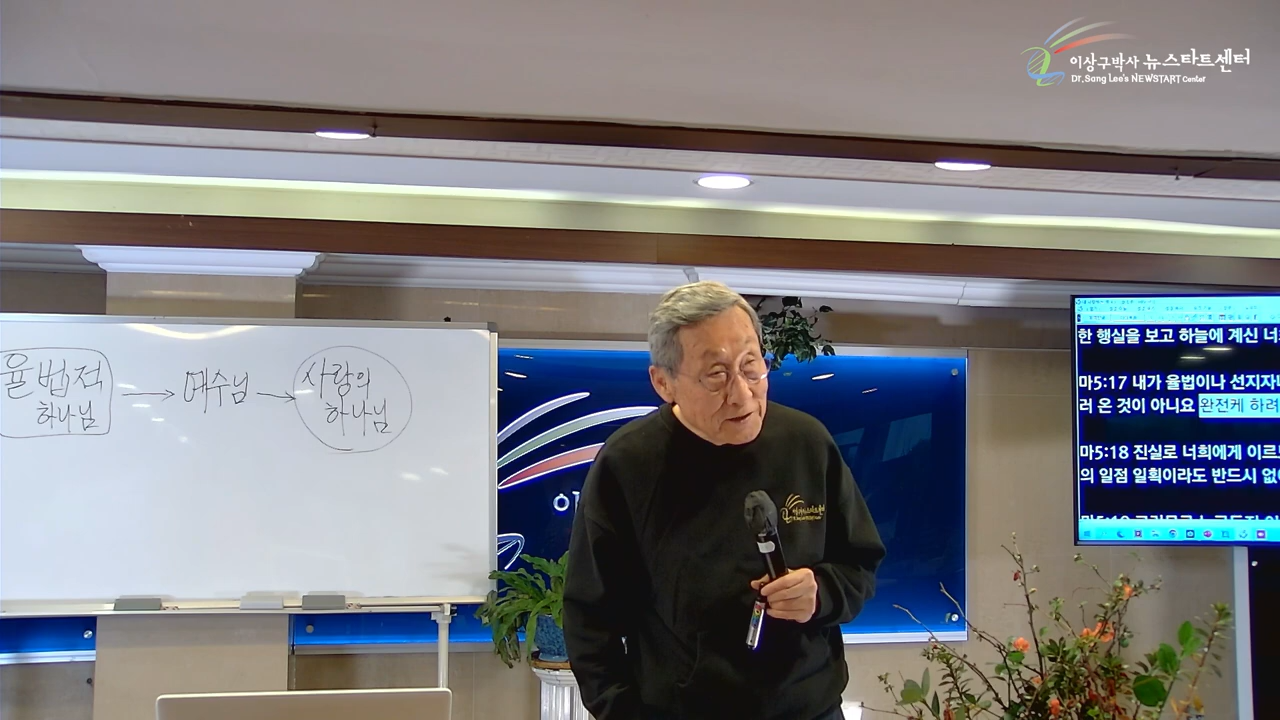 이상구박사 뉴스타트센터
Dr. Sang Lee's NEWSTART Center
율법적
하나님
→ 예수님 →
사랑의
하나님
한 행실을 보고 하늘에 계신 너
마5:17 내가 율법이나 선지자
러 온 것이 아니요 완전케 하려
마5:18 진실로 너희에게 이르
의 일점 일획이라도 반드시 없